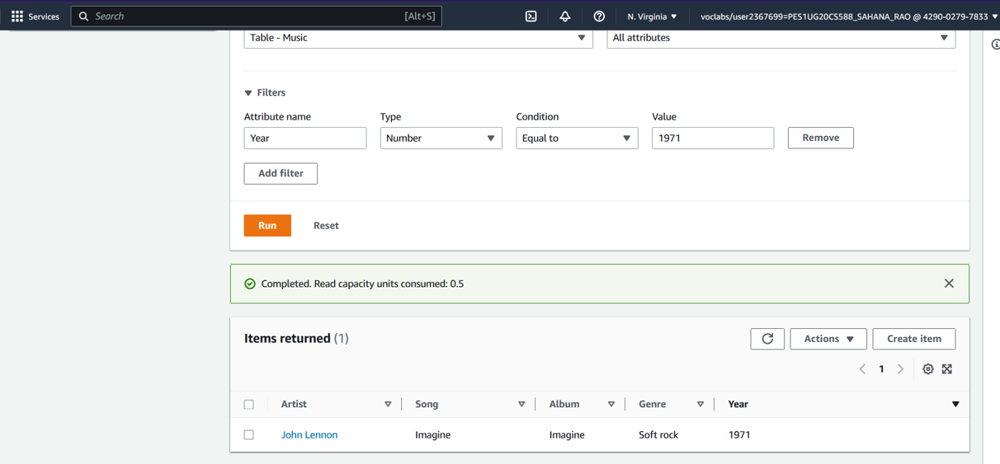 Services Search [Alt+S] N. Virginia voclabs/user2367699=PES1UG20CS588_SAHANA_RAO @ 4290-0279-7833
Table - Music All attributes
Filters
Attribute name Type Condition Value
Year Number Equal to 1971 Remove
Add filter
Run Reset
Completed. Read capacity units consumed: 0.5
Items returned (1) Actions Create item
1
Artist Song Album Genre Year
John Lennon Imagine Imagine Soft rock 1971